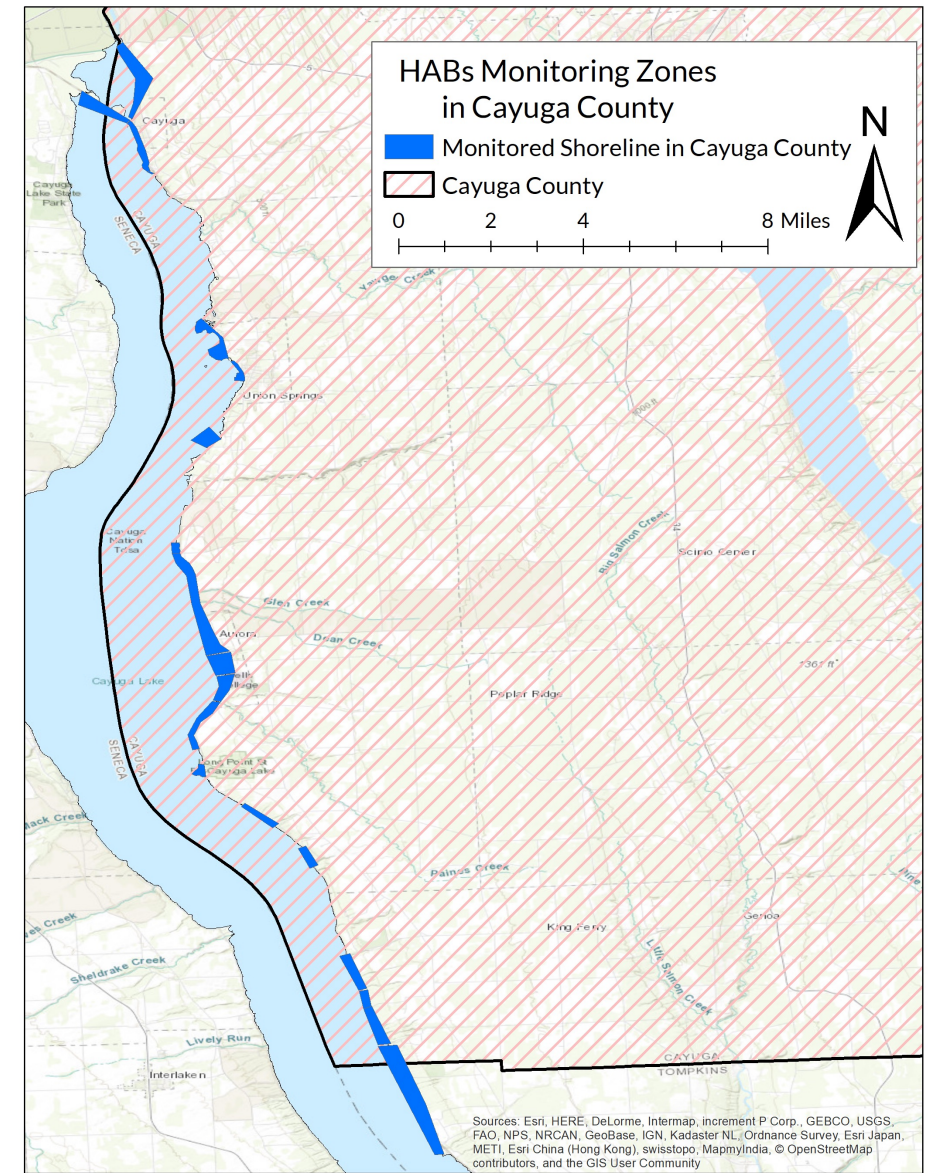 HABs Monitoring Zones
in Cayuga County
Monitored Shoreline in Cayuga County
Cayuga County
N
0 2 4 8 Miles
5
Cayuga
Cayuga
Lake State
Park
CAYUGA
SENECA
Yawger Creek
Union Springs
1000 ft
Cayuga
Nation
Scipio Center
Glen Creek
Aurora
Dean Creek
Cayuga Lake
Poplar Ridge
CAYUGA
SENECA
Long Point St
Cayuga Lake
Mack Creek
Paines Creek
Creek
King Ferry
Genoa
Little Salmon Creek
Sheldrake Creek
Lively Run
Interlaken
CAYUGA
TOMPKINS
Sources: Esri, HERE, DeLorme, Intermap, increment P Corp., GEBCO, USGS,
FAO, NPS, NRCAN, GeoBase, IGN, Kadaster NL, Ordnance Survey, Esri Japan,
METI, Esri China (Hong Kong), swisstopo, MapmyIndia, © OpenStreetMap
contributors, and the GIS User Community